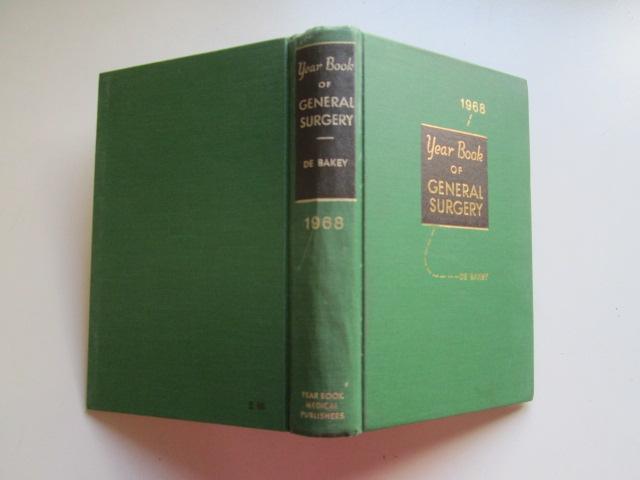 Year Book
OF
GENERAL
SURGERY
DE BAKEY
1968
YEAR BOOK
MEDICAL
PUBLISHERS
1968
Year Book
OF
GENERAL
SURGERY
DE BAKEY